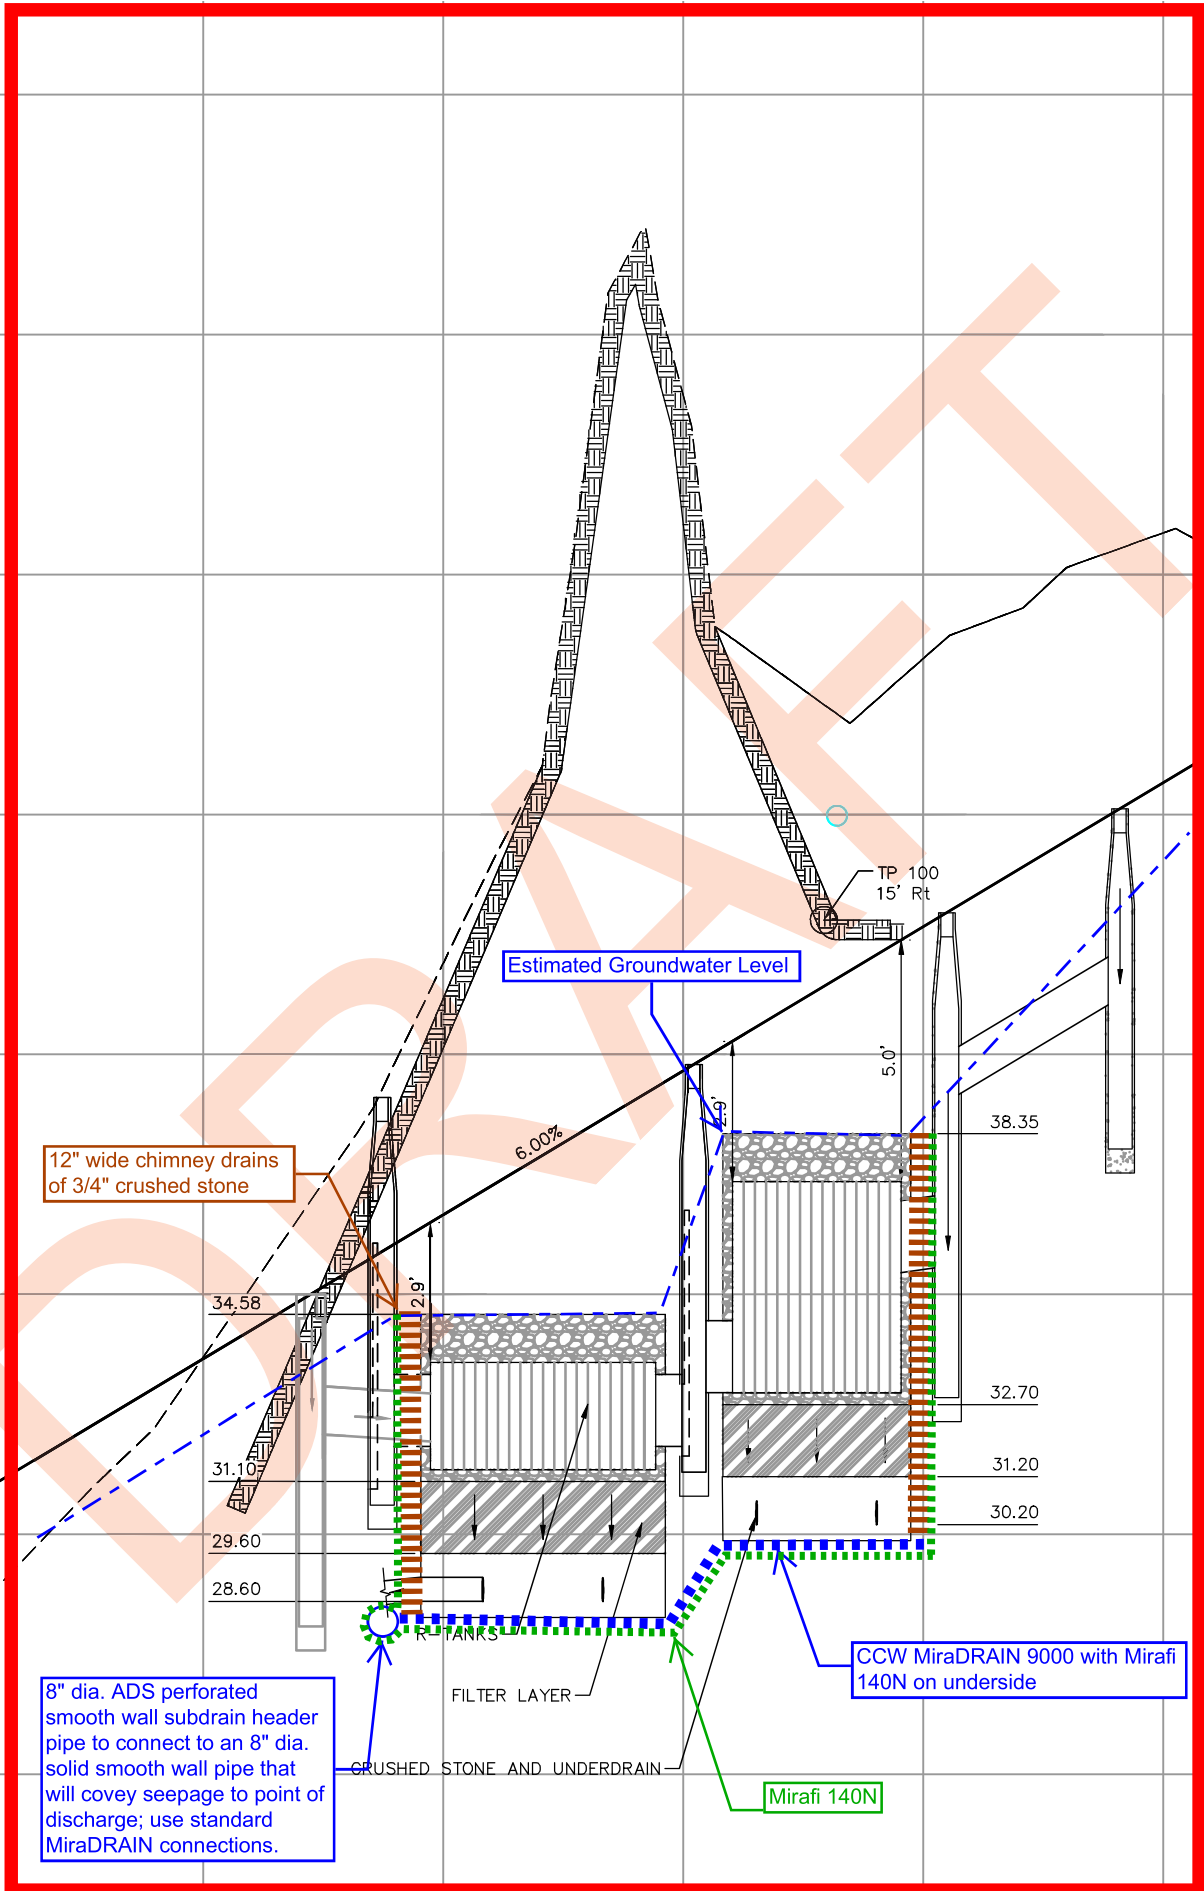 DRAFT
TP 100
15' Rt
Estimated Groundwater Level
5.0'
2.9'
38.35
6.00%
12" wide chimney drains
of 3/4" crushed stone
2.9'
34.58
32.70
31.10
31.20
30.20
29.60
28.60
R-TANKS
CCW MiraDRAIN 9000 with Mirafi
140N on underside
8" dia. ADS perforated
smooth wall subdrain header
pipe to connect to an 8" dia.
solid smooth wall pipe that
will covey seepage to point of
discharge; use standard
MiraDRAIN connections.
FILTER LAYER
CRUSHED STONE AND UNDERDRAIN
Mirafi 140N